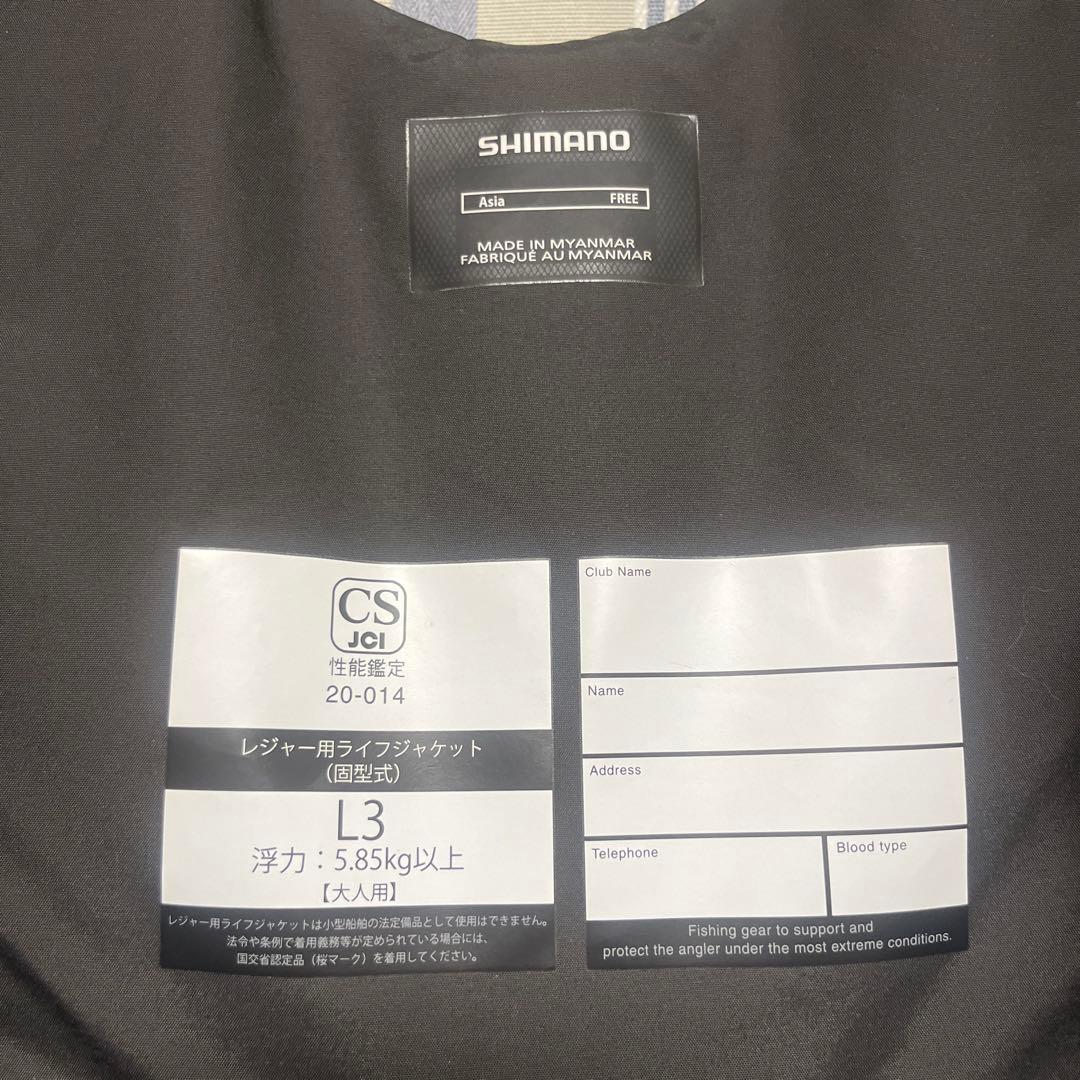 SHIMANO
Asia FREE
MADE IN MYANMAR
FABRIQUÉ AU MYANMAR
CS
JCI
性能鑑定
20-014
レジャー用ライフジャケット
（固型式）
L3
浮力：5.85kg以上
【大人用】
レジャー用ライフジャケットは小型船舶の法定備品として使用はできません。
法令や条例で着用義務等が定められている場合には、
国交省認定品（桜マーク）を着用してください。
Club Name
Name
Address
Telephone
Blood type
Fishing gear to support and
protect the angler under the most extreme conditions.